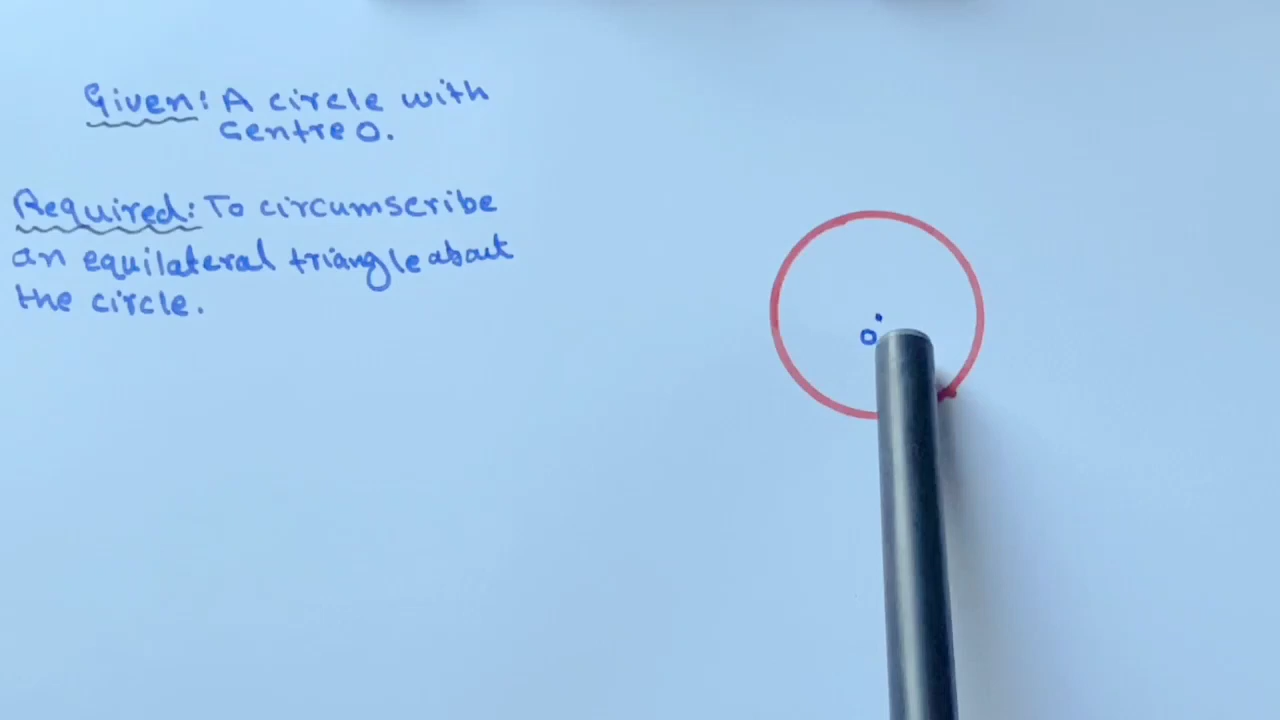 Given: A circle with
centre O.
Required: To circumscribe
an equilateral triangle about
the circle.
O